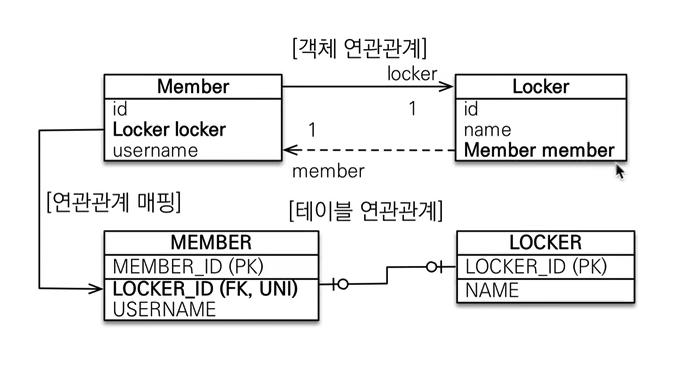 [객체 연관관계]
locker
Member
Locker
id
Locker locker
username
1
1
id
name
Member member
member
[연관관계 매핑]
[테이블 연관관계]
MEMBER
MEMBER_ID (PK)
LOCKER_ID (FK, UNI)
USERNAME
LOCKER
LOCKER_ID (PK)
NAME